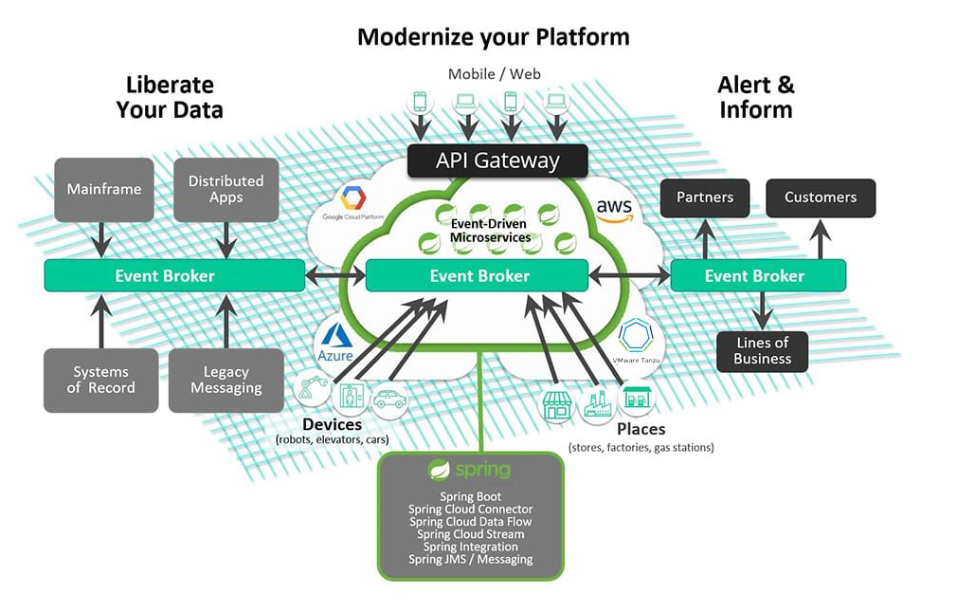 Modernize your Platform
Liberate
Your Data
Mobile / Web
Alert &
Inform
API Gateway
Mainframe
Distributed
Apps
Google Cloud Platform
aws
Partners
Customers
Event-Driven
Microservices
Event Broker
Event Broker
Event Broker
Azure
VMware Tanzu
Systems
of Record
Legacy
Messaging
Lines of
Business
Devices
(robots, elevators, cars)
Places
(stores, factories, gas stations)
spring
Spring Boot
Spring Cloud Connector
Spring Cloud Data Flow
Spring Cloud Stream
Spring Integration
Spring JMS / Messaging